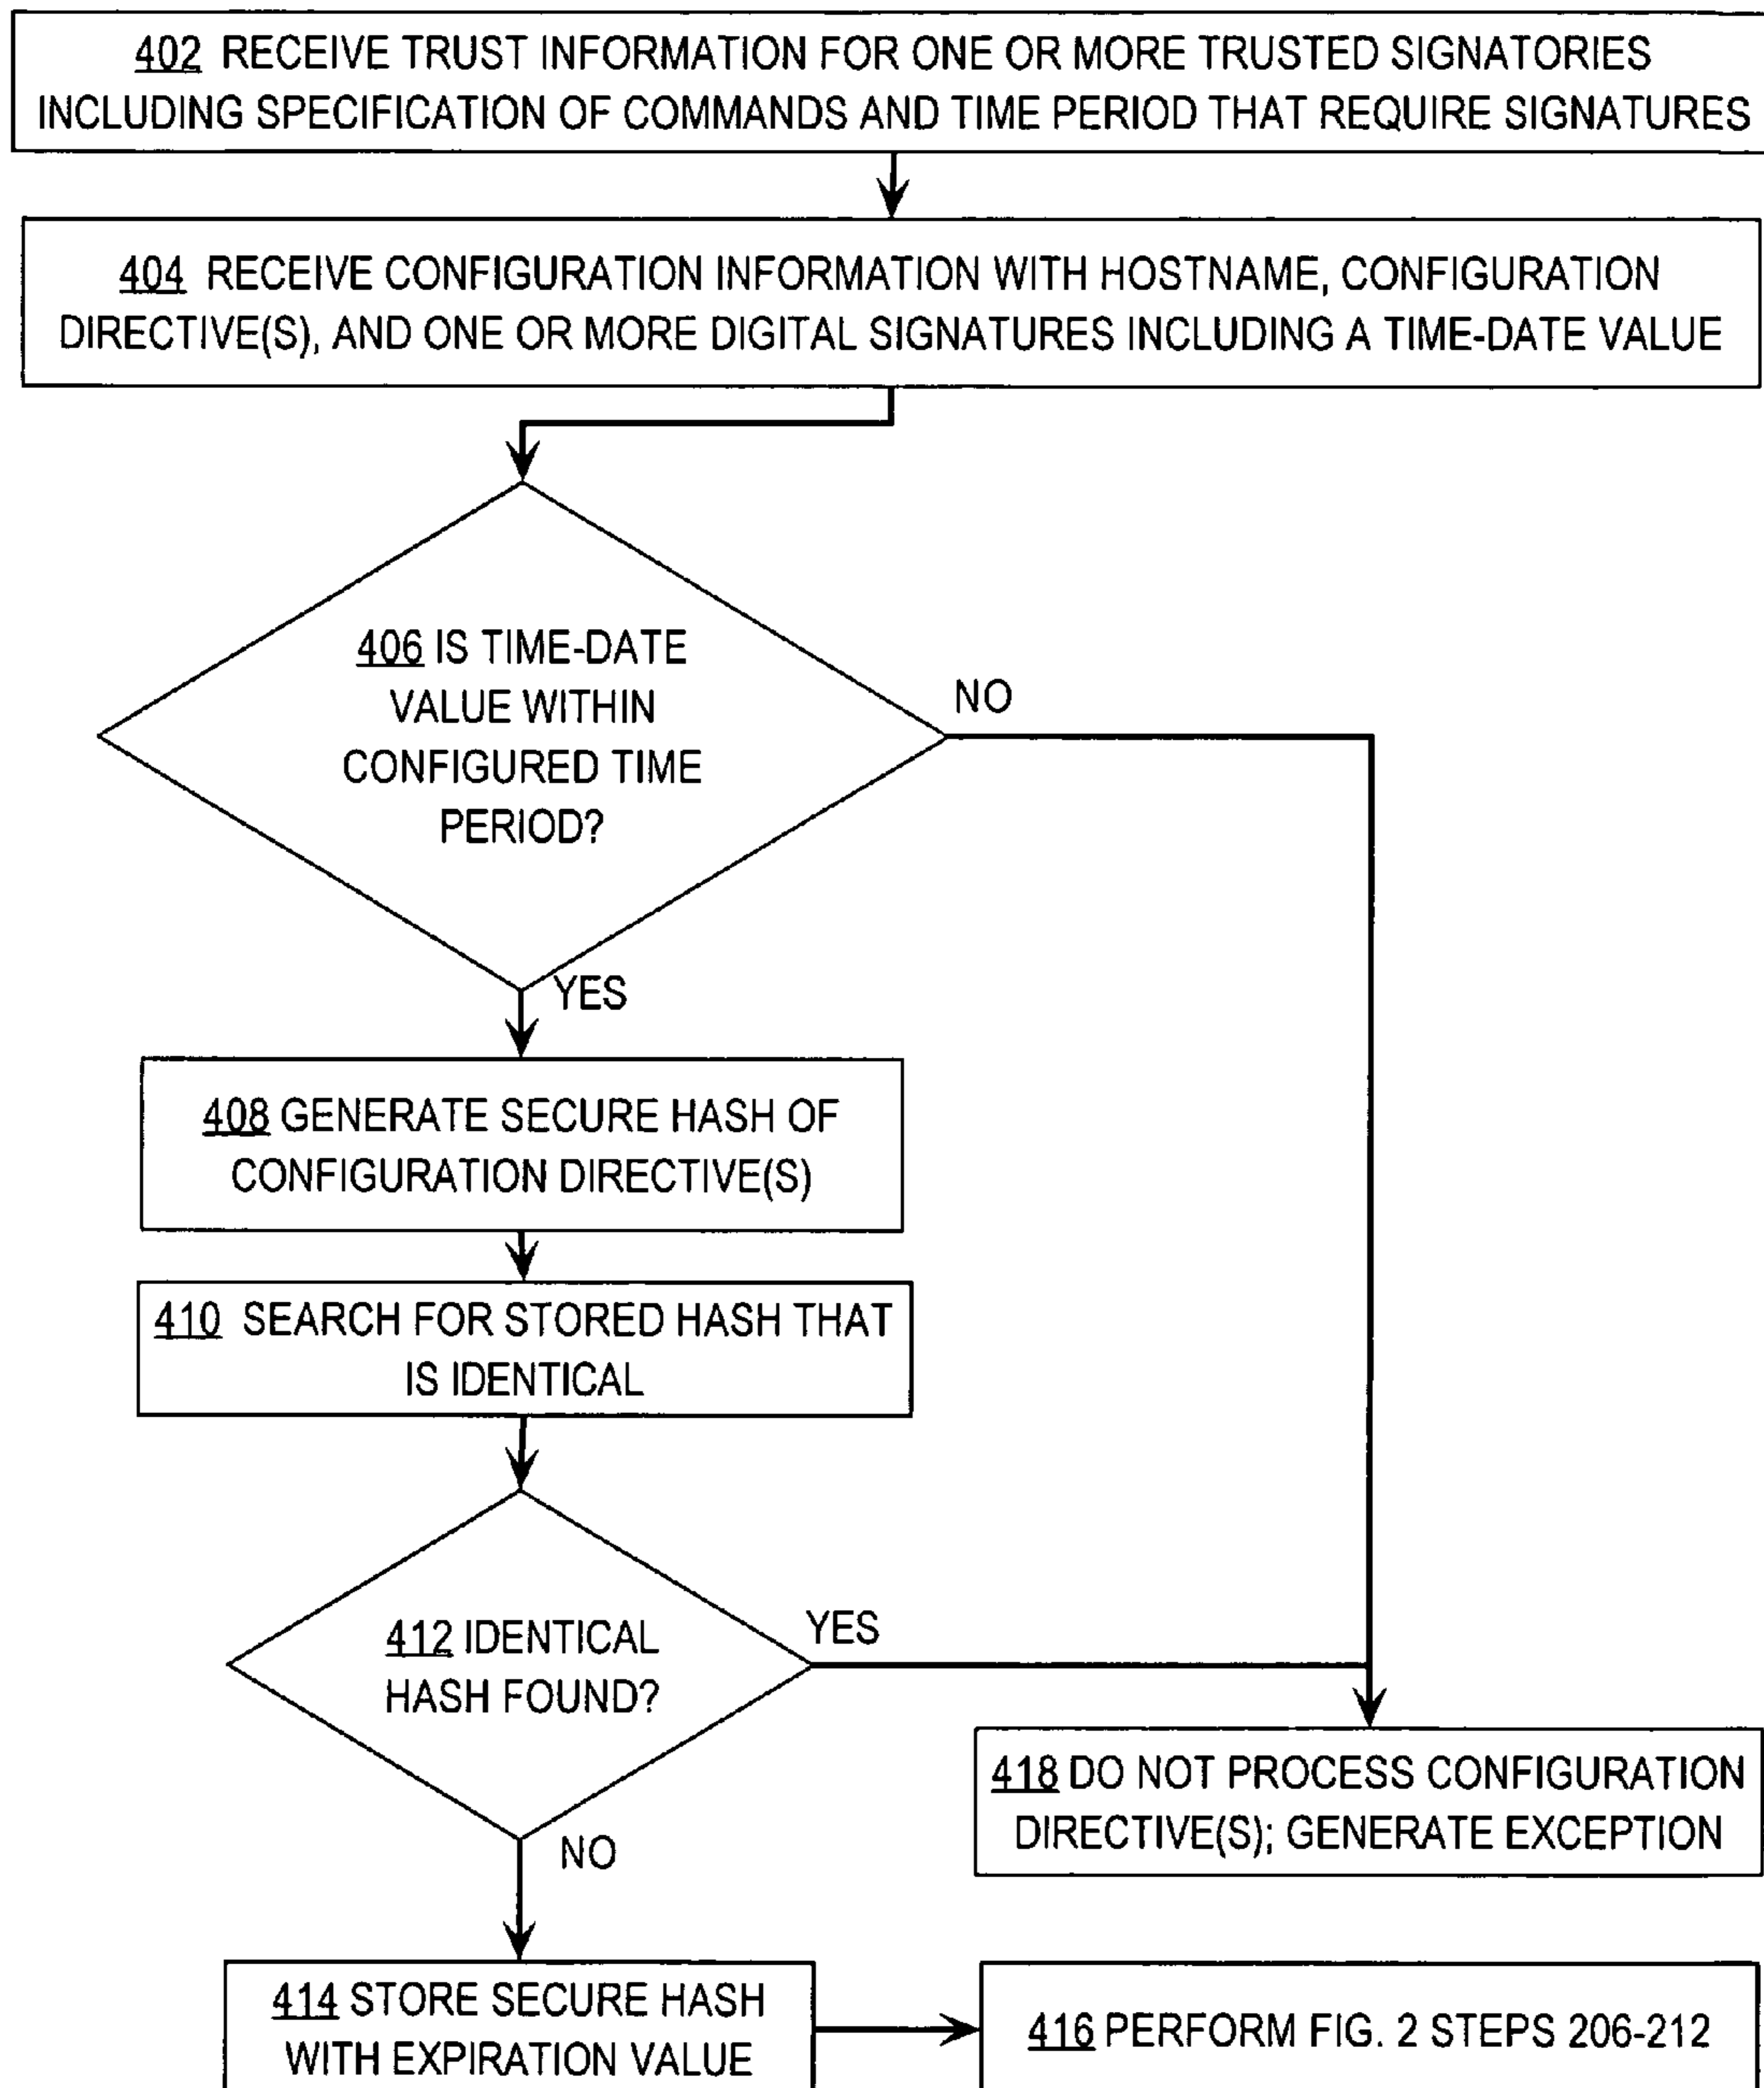 402 RECEIVE TRUST INFORMATION FOR ONE OR MORE TRUSTED SIGNATORIES
INCLUDING SPECIFICATION OF COMMANDS AND TIME PERIOD THAT REQUIRE SIGNATURES
404 RECEIVE CONFIGURATION INFORMATION WITH HOSTNAME, CONFIGURATION
DIRECTIVE(S), AND ONE OR MORE DIGITAL SIGNATURES INCLUDING A TIME-DATE VALUE
406 IS TIME-DATE
VALUE WITHIN
CONFIGURED TIME
PERIOD?
NO
YES
408 GENERATE SECURE HASH OF
CONFIGURATION DIRECTIVE(S)
410 SEARCH FOR STORED HASH THAT
IS IDENTICAL
412 IDENTICAL
HASH FOUND?
YES
NO
418 DO NOT PROCESS CONFIGURATION
DIRECTIVE(S); GENERATE EXCEPTION
414 STORE SECURE HASH
WITH EXPIRATION VALUE
416 PERFORM FIG. 2 STEPS 206-212